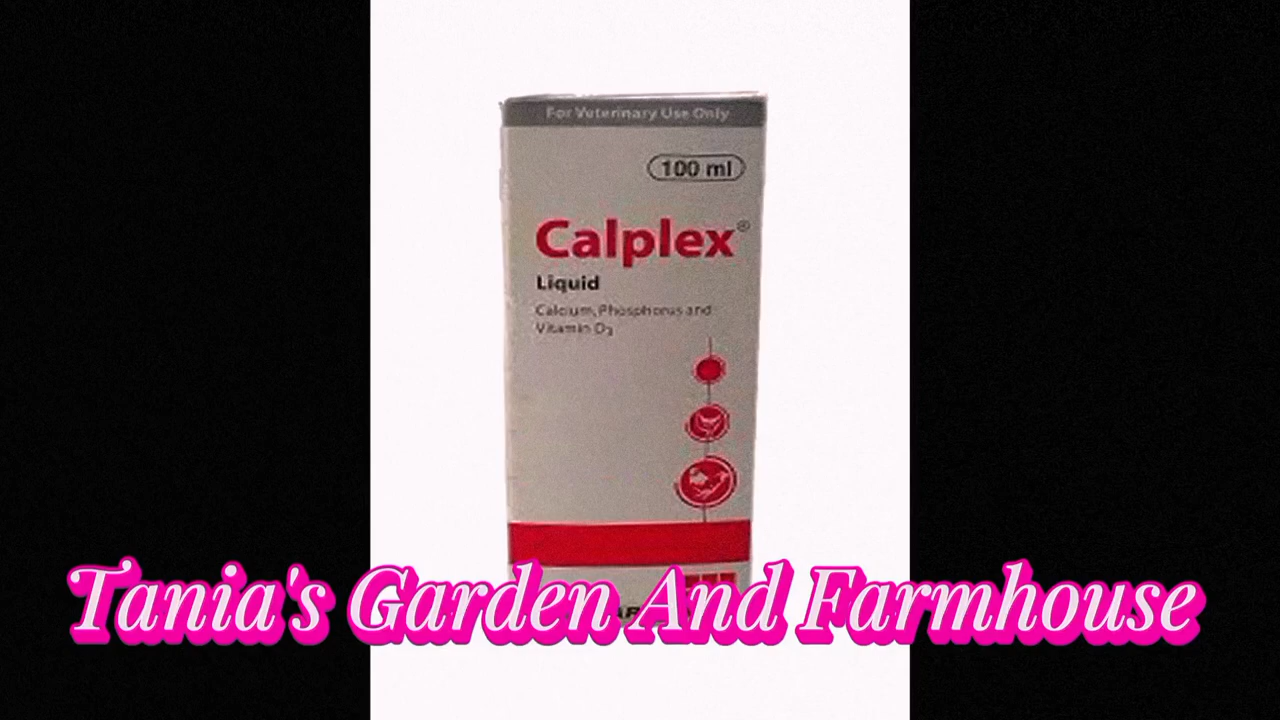 For Veterinary Use Only
100 ml
Calplex®
Liquid
Calcium, Phosphorus and
Vitamin D₃
Tania's Garden And Farmhouse